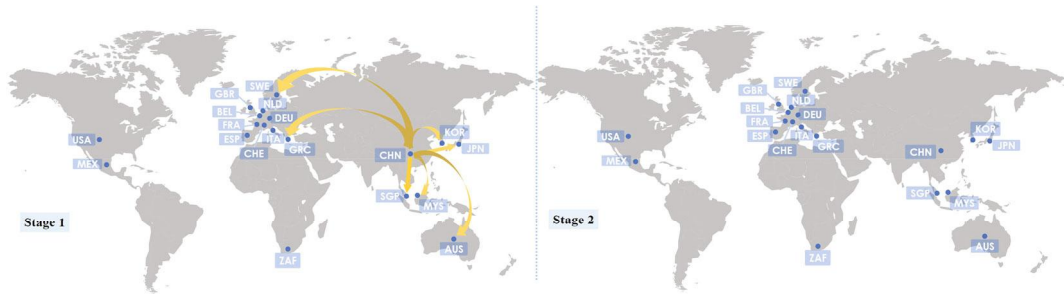 SWE
GBR
NLD
BEL
DEU
FRA
USA
ESP
ITA
KOR
JPN
CHE
GRC
CHN
MEX
SGP
MYS
Stage 1
AUS
ZAF
SWE
GBR
NLD
BEL
DEU
FRA
USA
ESP
ITA
KOR
JPN
CHE
GRC
CHN
MEX
SGP
MYS
Stage 2
AUS
ZAF